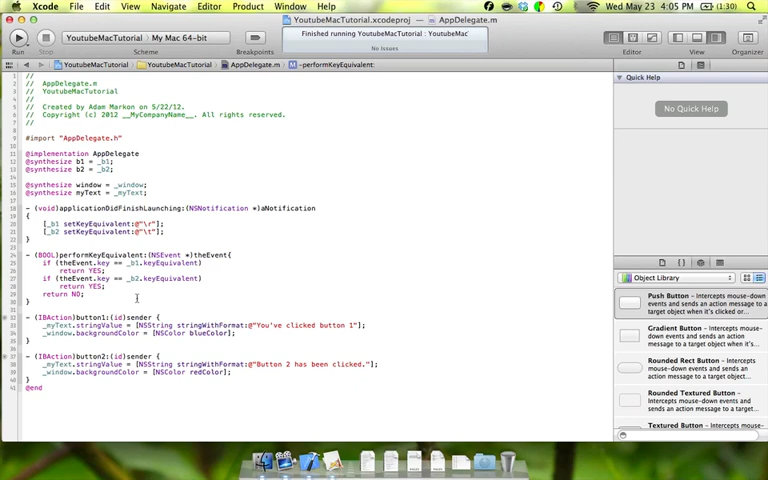 Xcode File Edit View Navigate Editor Product Window Help Wed May 23 4:05 PM (1:30)
YoutubeMacTutorial.xcodeproj — AppDelegate.m
YoutubeMacTutorial My Mac 64-bit
Finished running YoutubeMacTutorial : YoutubeMac
No Issues
Run Stop Scheme Breakpoints Editor View Organizer
YoutubeMacTutorial YoutubeMacTutorial AppDelegate.m -performKeyEquivalent:
//
// AppDelegate.m
// YoutubeMacTutorial
//
// Created by Adam Markon on 5/22/12.
// Copyright (c) 2012 __MyCompanyName__. All rights reserved.
//
#import "AppDelegate.h"
@implementation AppDelegate
@synthesize b1 = _b1;
@synthesize b2 = _b2;
@synthesize window = _window;
@synthesize myText = _myText;
- (void)applicationDidFinishLaunching:(NSNotification *)aNotification
{
[_b1 setKeyEquivalent:@"\r"];
[_b2 setKeyEquivalent:@"\t"];
}
- (BOOL)performKeyEquivalent:(NSEvent *)theEvent{
if (theEvent.key == _b1.keyEquivalent)
return YES;
if (theEvent.key == _b2.keyEquivalent)
return YES;
return NO;
}
- (IBAction)button1:(id)sender {
_myText.stringValue = [NSString stringWithFormat:@"You've clicked button 1"];
_window.backgroundColor = [NSColor blueColor];
}
- (IBAction)button2:(id)sender {
_myText.stringValue = [NSString stringWithFormat:@"Button 2 has been clicked."];
_window.backgroundColor = [NSColor redColor];
}
@end
Quick Help
No Quick Help
Object Library
Push Button - Intercepts mouse-down events and sends an action message to a target object when it's clicked or...
Gradient Button - Intercepts mouse-down events and sends an action message to a target object...
Rounded Rect Button - Intercepts mouse-down events and sends an action message to a target object...
Rounded Textured Button - Intercepts mouse-down events and sends an action message to a target object...
Textured Button - Intercepts mouse-